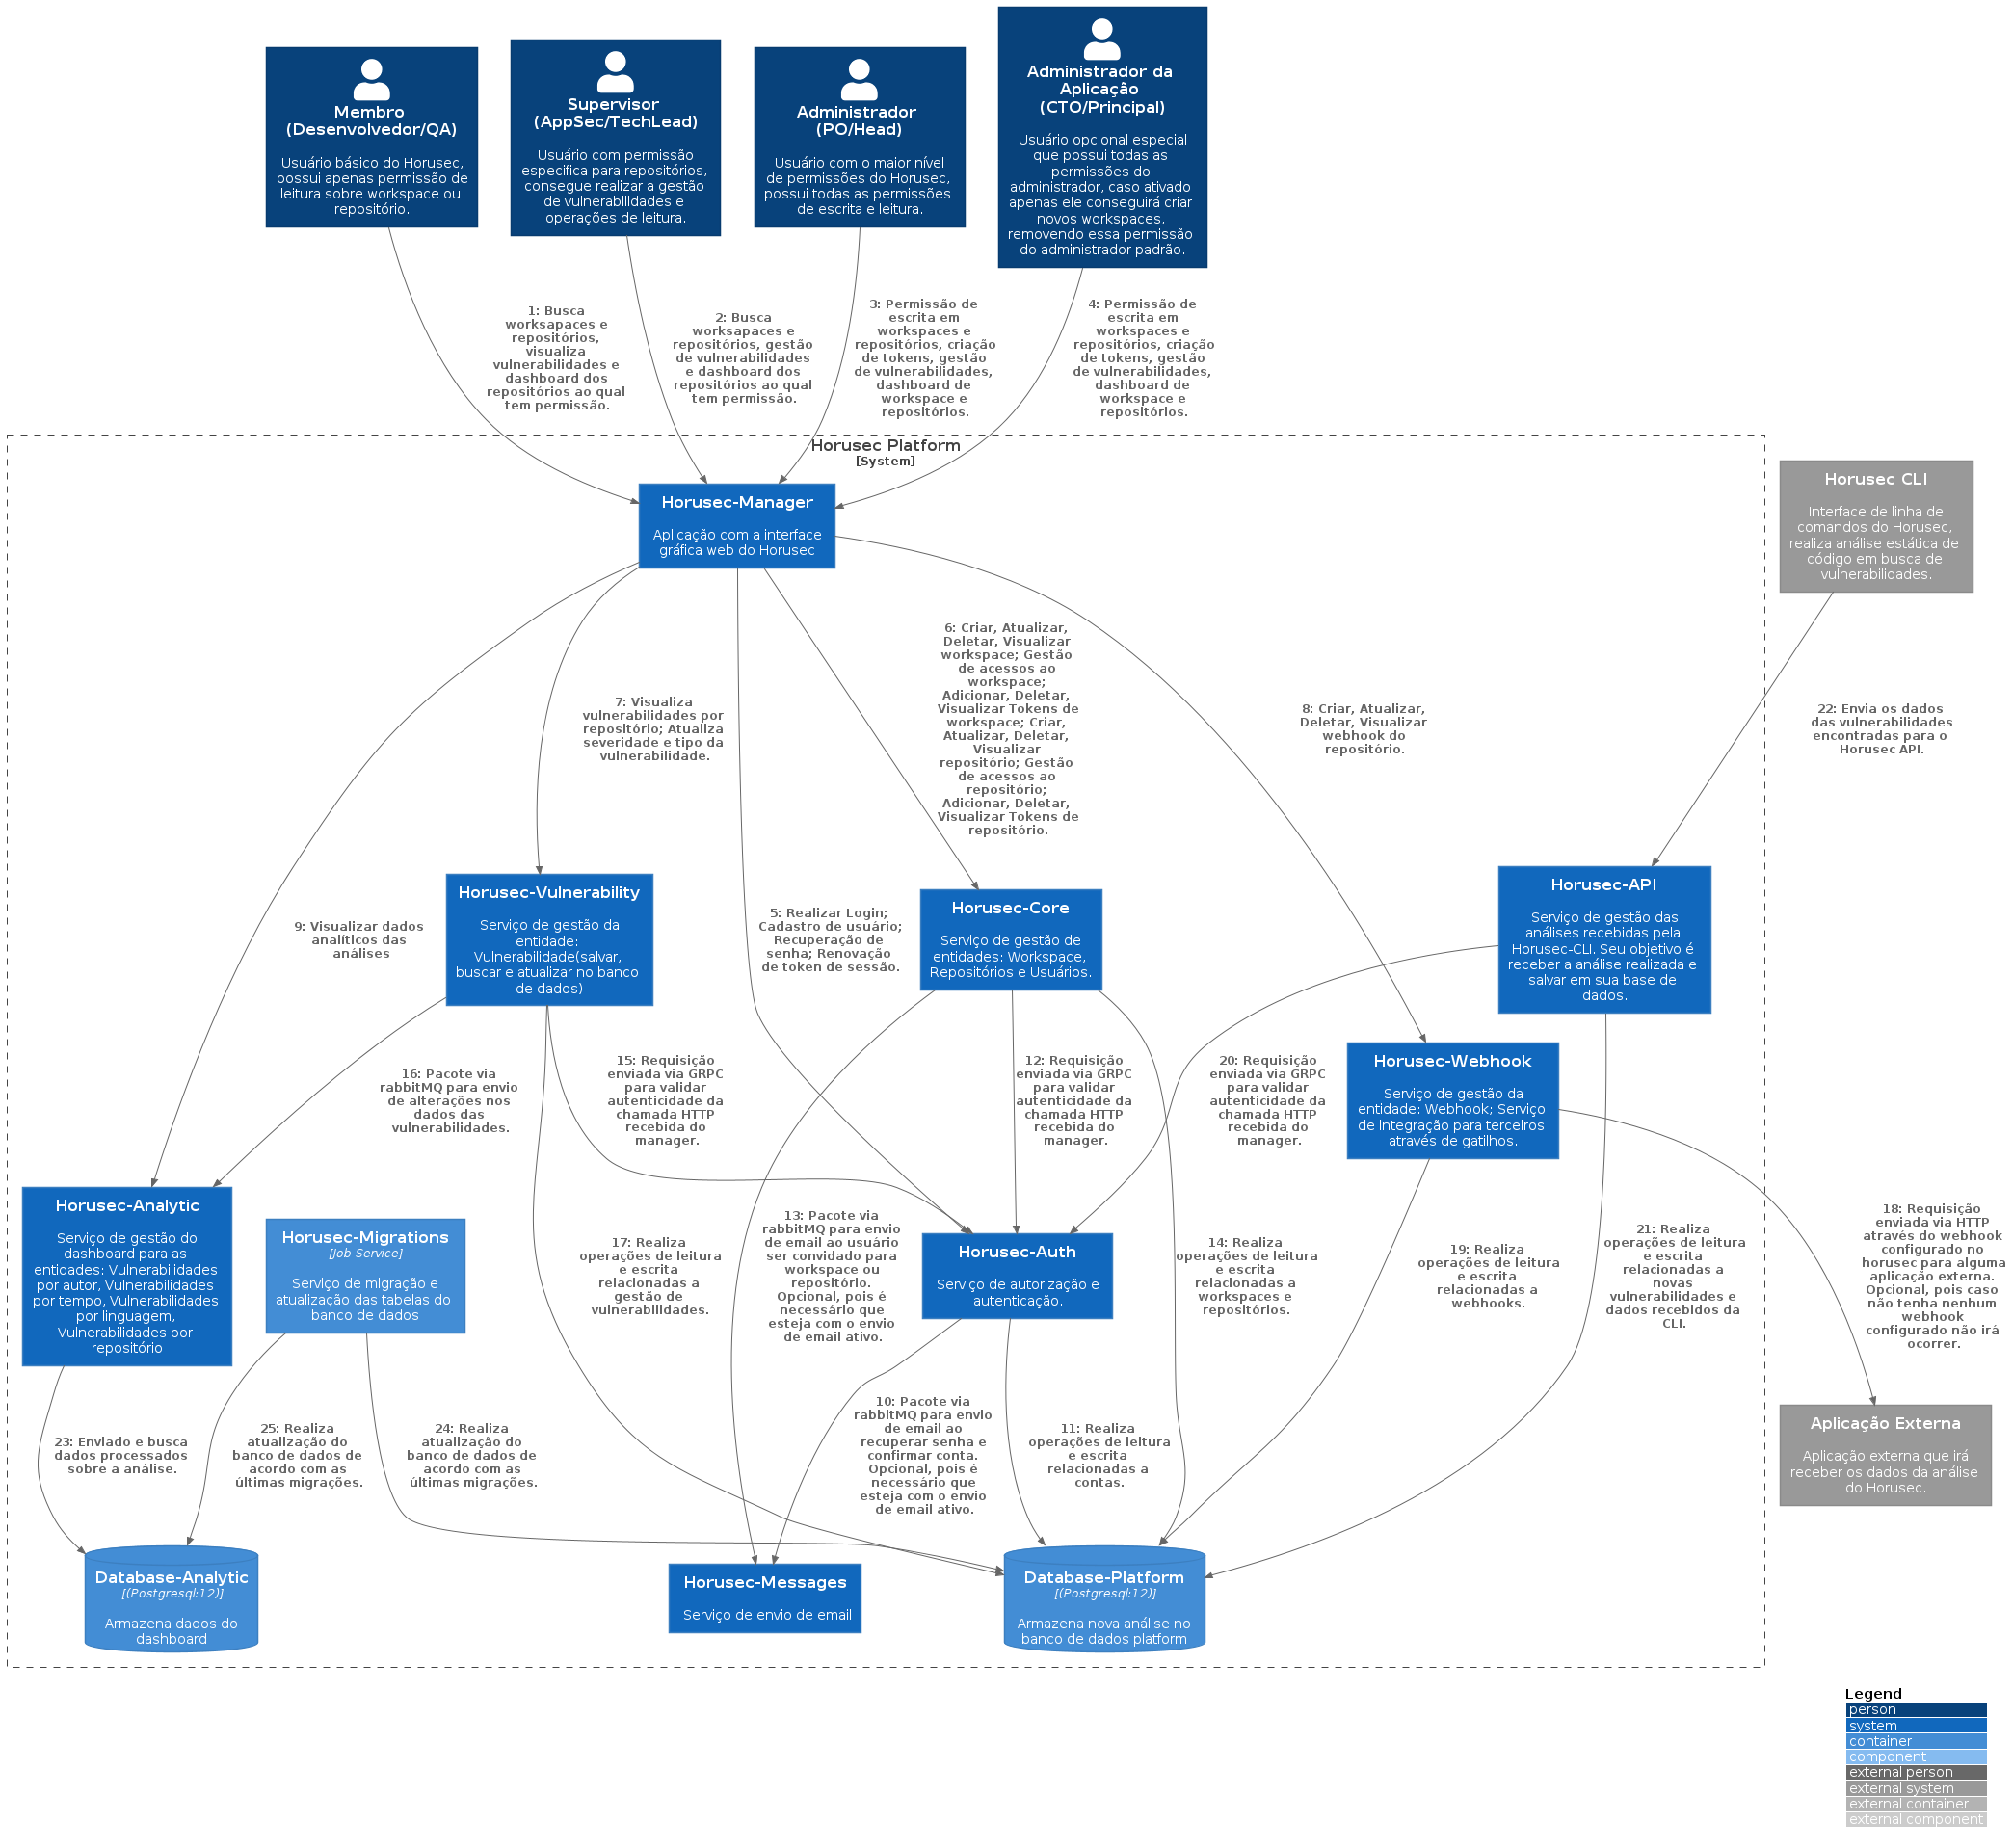 Membro
(Desenvolvedor/QA)
Usuário básico do Horusec,
possui apenas permissão de
leitura sobre workspace ou
repositório.
Supervisor
(AppSec/TechLead)
Usuário com permissão
especifica para repositórios,
consegue realizar a gestão
de vulnerabilidades e
operações de leitura.
Administrador
(PO/Head)
Usuário com o maior nível
de permissões do Horusec,
possui todas as permissões
de escrita e leitura.
Administrador da
Aplicação
(CTO/Principal)
Usuário opcional especial
que possui todas as
permissões do
administrador, caso ativado
apenas ele conseguirá criar
novos workspaces,
removendo essa permissão
do administrador padrão.
1: Busca
worksapaces e
repositórios,
visualiza
vulnerabilidades e
dashboard dos
repositórios ao qual
tem permissão.
2: Busca
worksapaces e
repositórios, gestão
de vulnerabilidades
e dashboard dos
repositórios ao qual
tem permissão.
3: Permissão de
escrita em
workspaces e
repositórios, criação
de tokens, gestão
de vulnerabilidades,
dashboard de
workspace e
repositórios.
4: Permissão de
escrita em
workspaces e
repositórios, criação
de tokens, gestão
de vulnerabilidades,
dashboard de
workspace e
repositórios.
Horusec Platform
[System]
Horusec-Manager
Aplicação com a interface
gráfica web do Horusec
Horusec CLI
Interface de linha de
comandos do Horusec,
realiza análise estática de
código em busca de
vulnerabilidades.
6: Criar, Atualizar,
Deletar, Visualizar
workspace; Gestão
de acessos ao
workspace;
Adicionar, Deletar,
Visualizar Tokens de
workspace; Criar,
Atualizar, Deletar,
Visualizar
repositório; Gestão
de acessos ao
repositório;
Adicionar, Deletar,
Visualizar Tokens de
repositório.
7: Visualiza
vulnerabilidades por
repositório; Atualiza
severidade e tipo da
vulnerabilidade.
8: Criar, Atualizar,
Deletar, Visualizar
webhook do
repositório.
22: Envia os dados
das vulnerabilidades
encontradas para o
Horusec API.
9: Visualizar dados
analíticos das
análises
Horusec-Vulnerability
Serviço de gestão da
entidade:
Vulnerabilidade(salvar,
buscar e atualizar no banco
de dados)
5: Realizar Login;
Cadastro de usuário;
Recuperação de
senha; Renovação
de token de sessão.
Horusec-Core
Serviço de gestão de
entidades: Workspace,
Repositórios e Usuários.
Horusec-API
Serviço de gestão das
análises recebidas pela
Horusec-CLI. Seu objetivo é
receber a análise realizada e
salvar em sua base de
dados.
16: Pacote via
rabbitMQ para envio
de alterações nos
dados das
vulnerabilidades.
15: Requisição
enviada via GRPC
para validar
autenticidade da
chamada HTTP
recebida do
manager.
12: Requisição
enviada via GRPC
para validar
autenticidade da
chamada HTTP
recebida do
manager.
20: Requisição
enviada via GRPC
para validar
autenticidade da
chamada HTTP
recebida do
manager.
Horusec-Webhook
Serviço de gestão da
entidade: Webhook; Serviço
de integração para terceiros
através de gatilhos.
Horusec-Analytic
Serviço de gestão do
dashboard para as
entidades: Vulnerabilidades
por autor, Vulnerabilidades
por tempo, Vulnerabilidades
por linguagem,
Vulnerabilidades por
repositório
Horusec-Migrations
[Job Service]
Serviço de migração e
atualização das tabelas do
banco de dados
17: Realiza
operações de leitura
e escrita
relacionadas a
gestão de
vulnerabilidades.
13: Pacote via
rabbitMQ para envio
de email ao usuário
ser convidado para
workspace ou
repositório.
Opcional, pois é
necessário que
esteja com o envio
de email ativo.
Horusec-Auth
Serviço de autorização e
autenticação.
14: Realiza
operações de leitura
e escrita
relacionadas a
workspaces e
repositórios.
19: Realiza
operações de leitura
e escrita
relacionadas a
webhooks.
21: Realiza
operações de leitura
e escrita
relacionadas a
novas
vulnerabilidades e
dados recebidos da
CLI.
18: Requisição
enviada via HTTP
através do webhook
configurado no
horusec para alguma
aplicação externa.
Opcional, pois caso
não tenha nenhum
webhook
configurado não irá
ocorrer.
23: Enviado e busca
dados processados
sobre a análise.
25: Realiza
atualização do
banco de dados de
acordo com as
últimas migrações.
24: Realiza
atualização do
banco de dados de
acordo com as
últimas migrações.
10: Pacote via
rabbitMQ para envio
de email ao
recuperar senha e
confirmar conta.
Opcional, pois é
necessário que
esteja com o envio
de email ativo.
11: Realiza
operações de leitura
e escrita
relacionadas a
contas.
Aplicação Externa
Aplicação externa que irá
receber os dados da análise
do Horusec.
Database-Analytic
[(Postgresql:12)]
Armazena dados do
dashboard
Horusec-Messages
Serviço de envio de email
Database-Platform
[(Postgresql:12)]
Armazena nova análise no
banco de dados platform
Legend
person
system
container
component
external person
external system
external container
external component